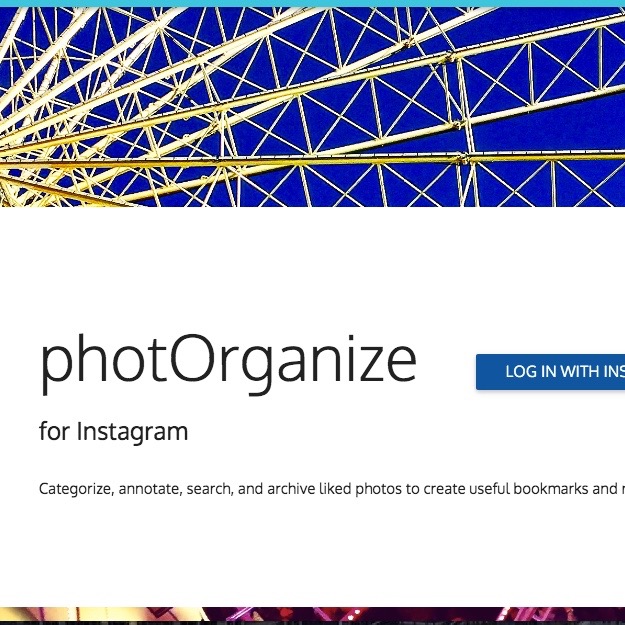 photOrganize
LOG IN WITH INS
for Instagram
Categorize, annotate, search, and archive liked photos to create useful bookmarks and